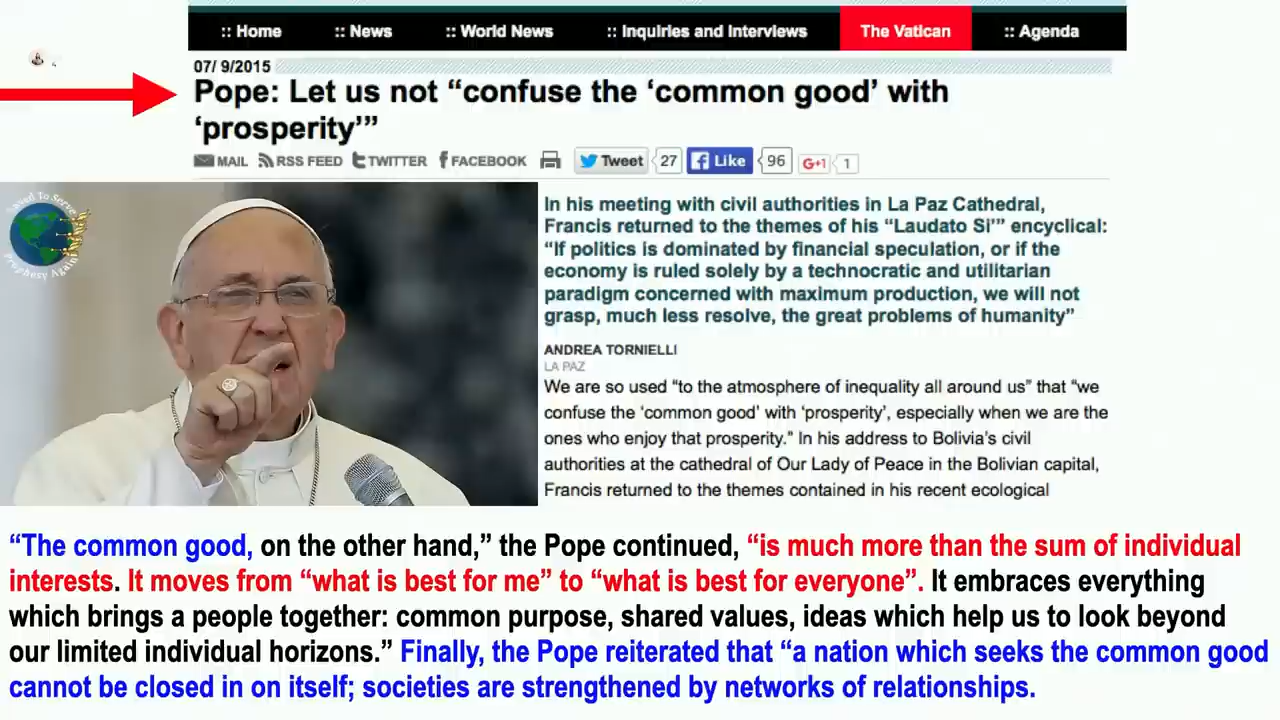 :: Home :: News :: World News :: Inquiries and Interviews The Vatican :: Agenda
07/ 9/2015
Pope: Let us not “confuse the ‘common good’ with
‘prosperity’”
MAIL RSS FEED TWITTER FACEBOOK Tweet 27 Like 96 G+1 1
Saved To Serve
Prophesy Again
In his meeting with civil authorities in La Paz Cathedral,
Francis returned to the themes of his “Laudato Si’” encyclical:
“If politics is dominated by financial speculation, or if the
economy is ruled solely by a technocratic and utilitarian
paradigm concerned with maximum production, we will not
grasp, much less resolve, the great problems of humanity”
ANDREA TORNIELLI
LA PAZ
We are so used “to the atmosphere of inequality all around us” that “we
confuse the ‘common good’ with ‘prosperity’, especially when we are the
ones who enjoy that prosperity.” In his address to Bolivia’s civil
authorities at the cathedral of Our Lady of Peace in the Bolivian capital,
Francis returned to the themes contained in his recent ecological
“The common good, on the other hand,” the Pope continued, “is much more than the sum of individual
interests. It moves from “what is best for me” to “what is best for everyone”. It embraces everything
which brings a people together: common purpose, shared values, ideas which help us to look beyond
our limited individual horizons.” Finally, the Pope reiterated that “a nation which seeks the common good
cannot be closed in on itself; societies are strengthened by networks of relationships.